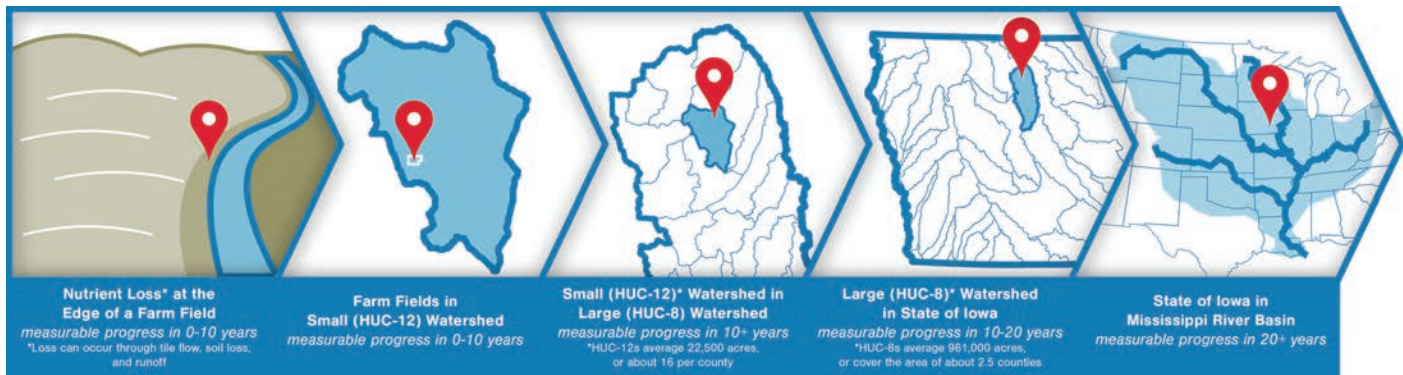 Nutrient Loss* at the
Edge of a Farm Field
measurable progress in 0-10 years
*Loss can occur through tile flow, soil loss,
and runoff
Farm Fields in
Small (HUC-12) Watershed
measurable progress in 0-10 years
Small (HUC-12)* Watershed in
Large (HUC-8) Watershed
measurable progress in 10+ years
*HUC-12s average 22,500 acres,
or about 16 per county
Large (HUC-8)* Watershed
in State of Iowa
measurable progress in 10-20 years
*HUC-8s average 961,000 acres,
or cover the area of about 2.5 counties
State of Iowa in
Mississippi River Basin
measurable progress in 20+ years